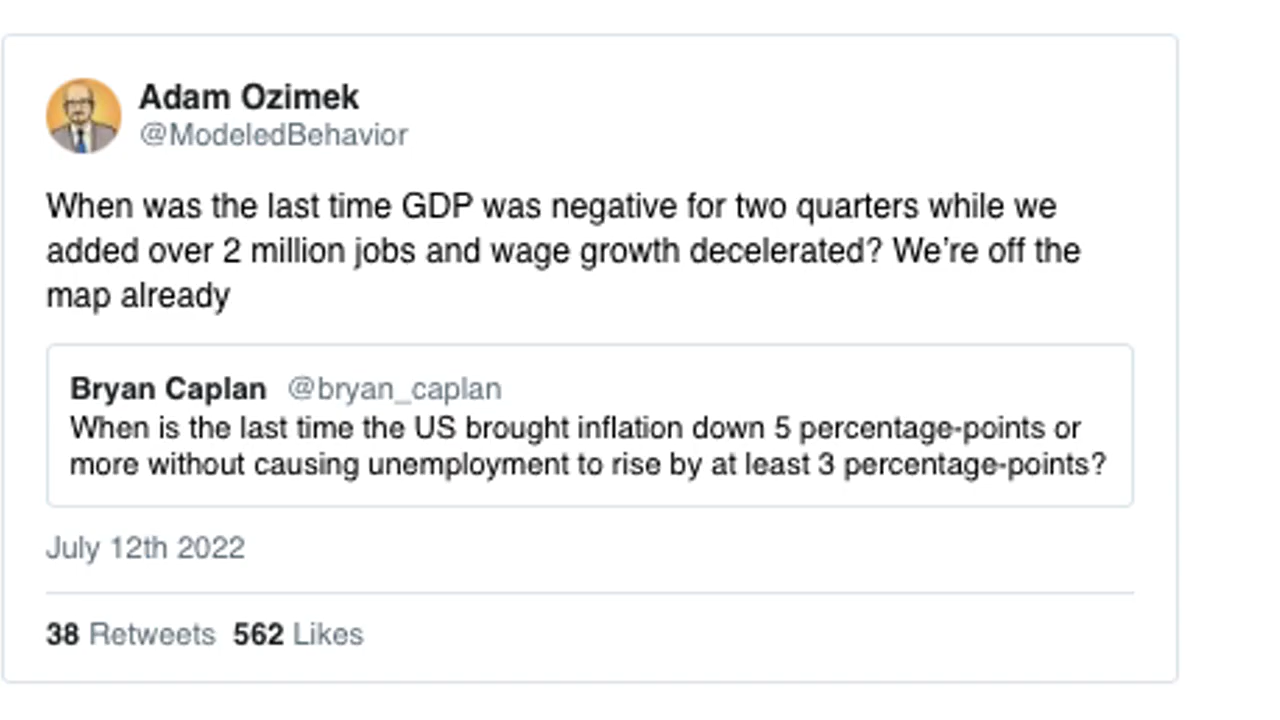 Adam Ozimek
@ModeledBehavior
When was the last time GDP was negative for two quarters while we
added over 2 million jobs and wage growth decelerated? We're off the
map already
Bryan Caplan @bryan_caplan
When is the last time the US brought inflation down 5 percentage-points or
more without causing unemployment to rise by at least 3 percentage-points?
July 12th 2022
38 Retweets 562 Likes